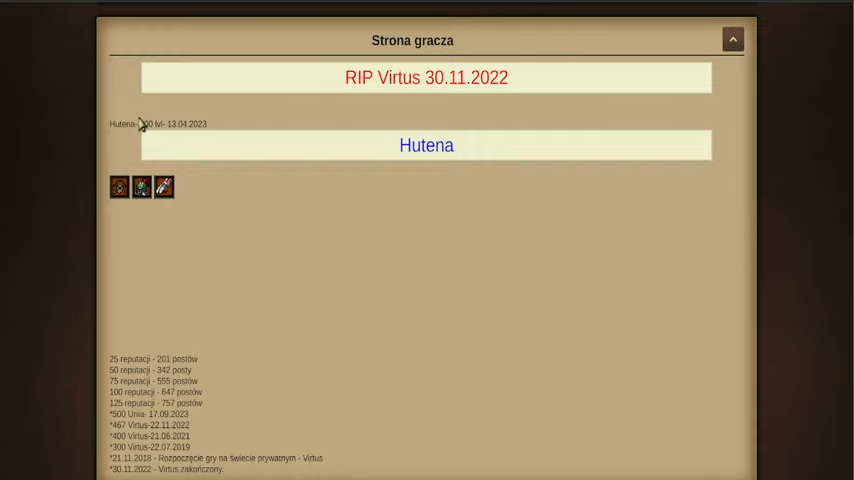 Strona gracza
RIP Virtus 30.11.2022
Hutena- 00 lvl- 13.04.2023
Hutena
25 reputacji - 201 postów
50 reputacji - 342 posty
75 reputacji - 555 postów
100 reputacji - 647 postów
125 reputacji - 757 postów
*500 Unia- 17.09.2023
*467 Virtus-22.11.2022
*400 Virtus-21.06.2021
*300 Virtus-22.07.2019
*21.11.2018 - Rozpoczęcie gry na świecie prywatnym - Virtus
*30.11.2022 - Virtus zakończony.